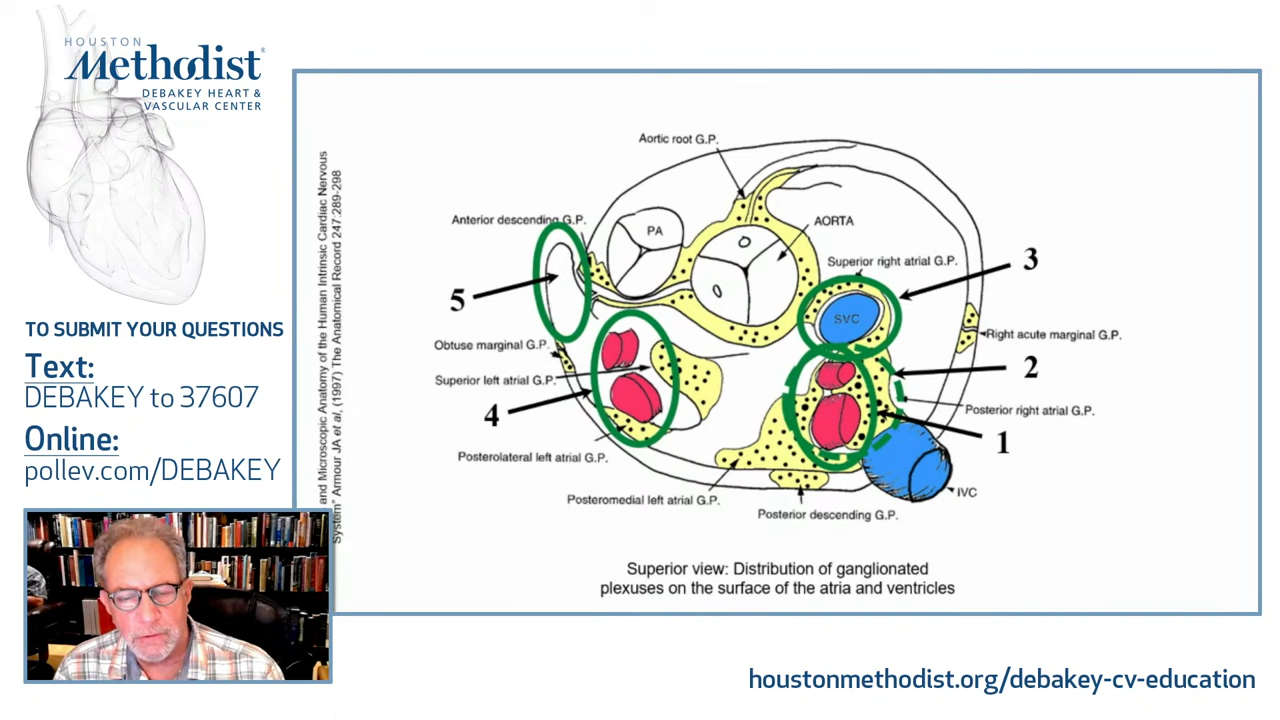 HOUSTON
Methodist®
DEBAKEY HEART &
VASCULAR CENTER
TO SUBMIT YOUR QUESTIONS
Text:
DEBAKEY to 37607
Online:
pollev.com/DEBAKEY
and Microscopic Anatomy of the Human Intrinsic Cardiac Nervous
System" Armour JA et al, (1997) The Anatomical Record 247:289-298
Aortic root G.P.
Anterior descending G.P.
PA
AORTA
Superior right atrial G.P.
3
5
SVC
Right acute marginal G.P.
Obtuse marginal G.P.
2
Superior left atrial G.P.
4
Posterior right atrial G.P.
1
Posterolateral left atrial G.P.
Posteromedial left atrial G.P.
IVC
Posterior descending G.P.
Superior view: Distribution of ganglionated
plexuses on the surface of the atria and ventricles
houstonmethodist.org/debakey-cv-education